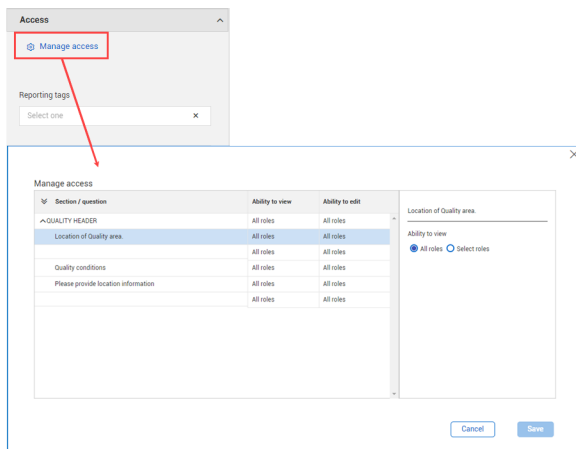 Access
Manage access
Reporting tags
Select one
Manage access
Section / question Ability to view Ability to edit
QUALITY HEADER All roles All roles
Location of Quality area. All roles All roles
All roles All roles
Quality conditions All roles All roles
Please provide location information All roles All roles
All roles All roles
Location of Quality area.
Ability to view
All roles Select roles
Cancel Save